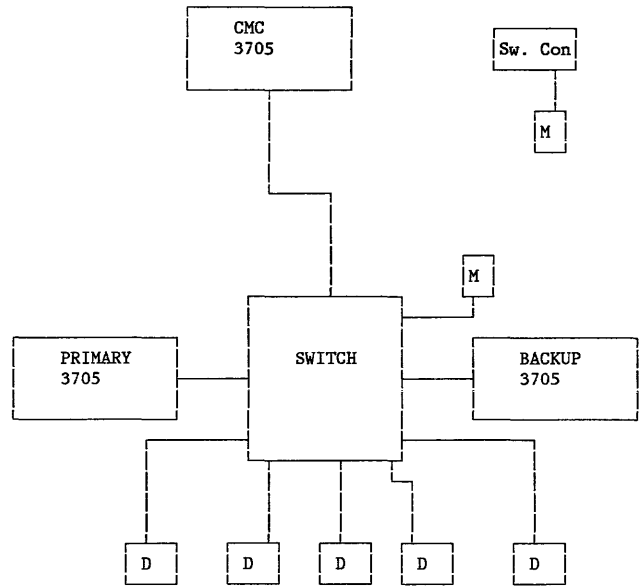 CMC
3705
Sw. Con
M
M
PRIMARY
3705
SWITCH
BACKUP
3705
D
D
D
D
D